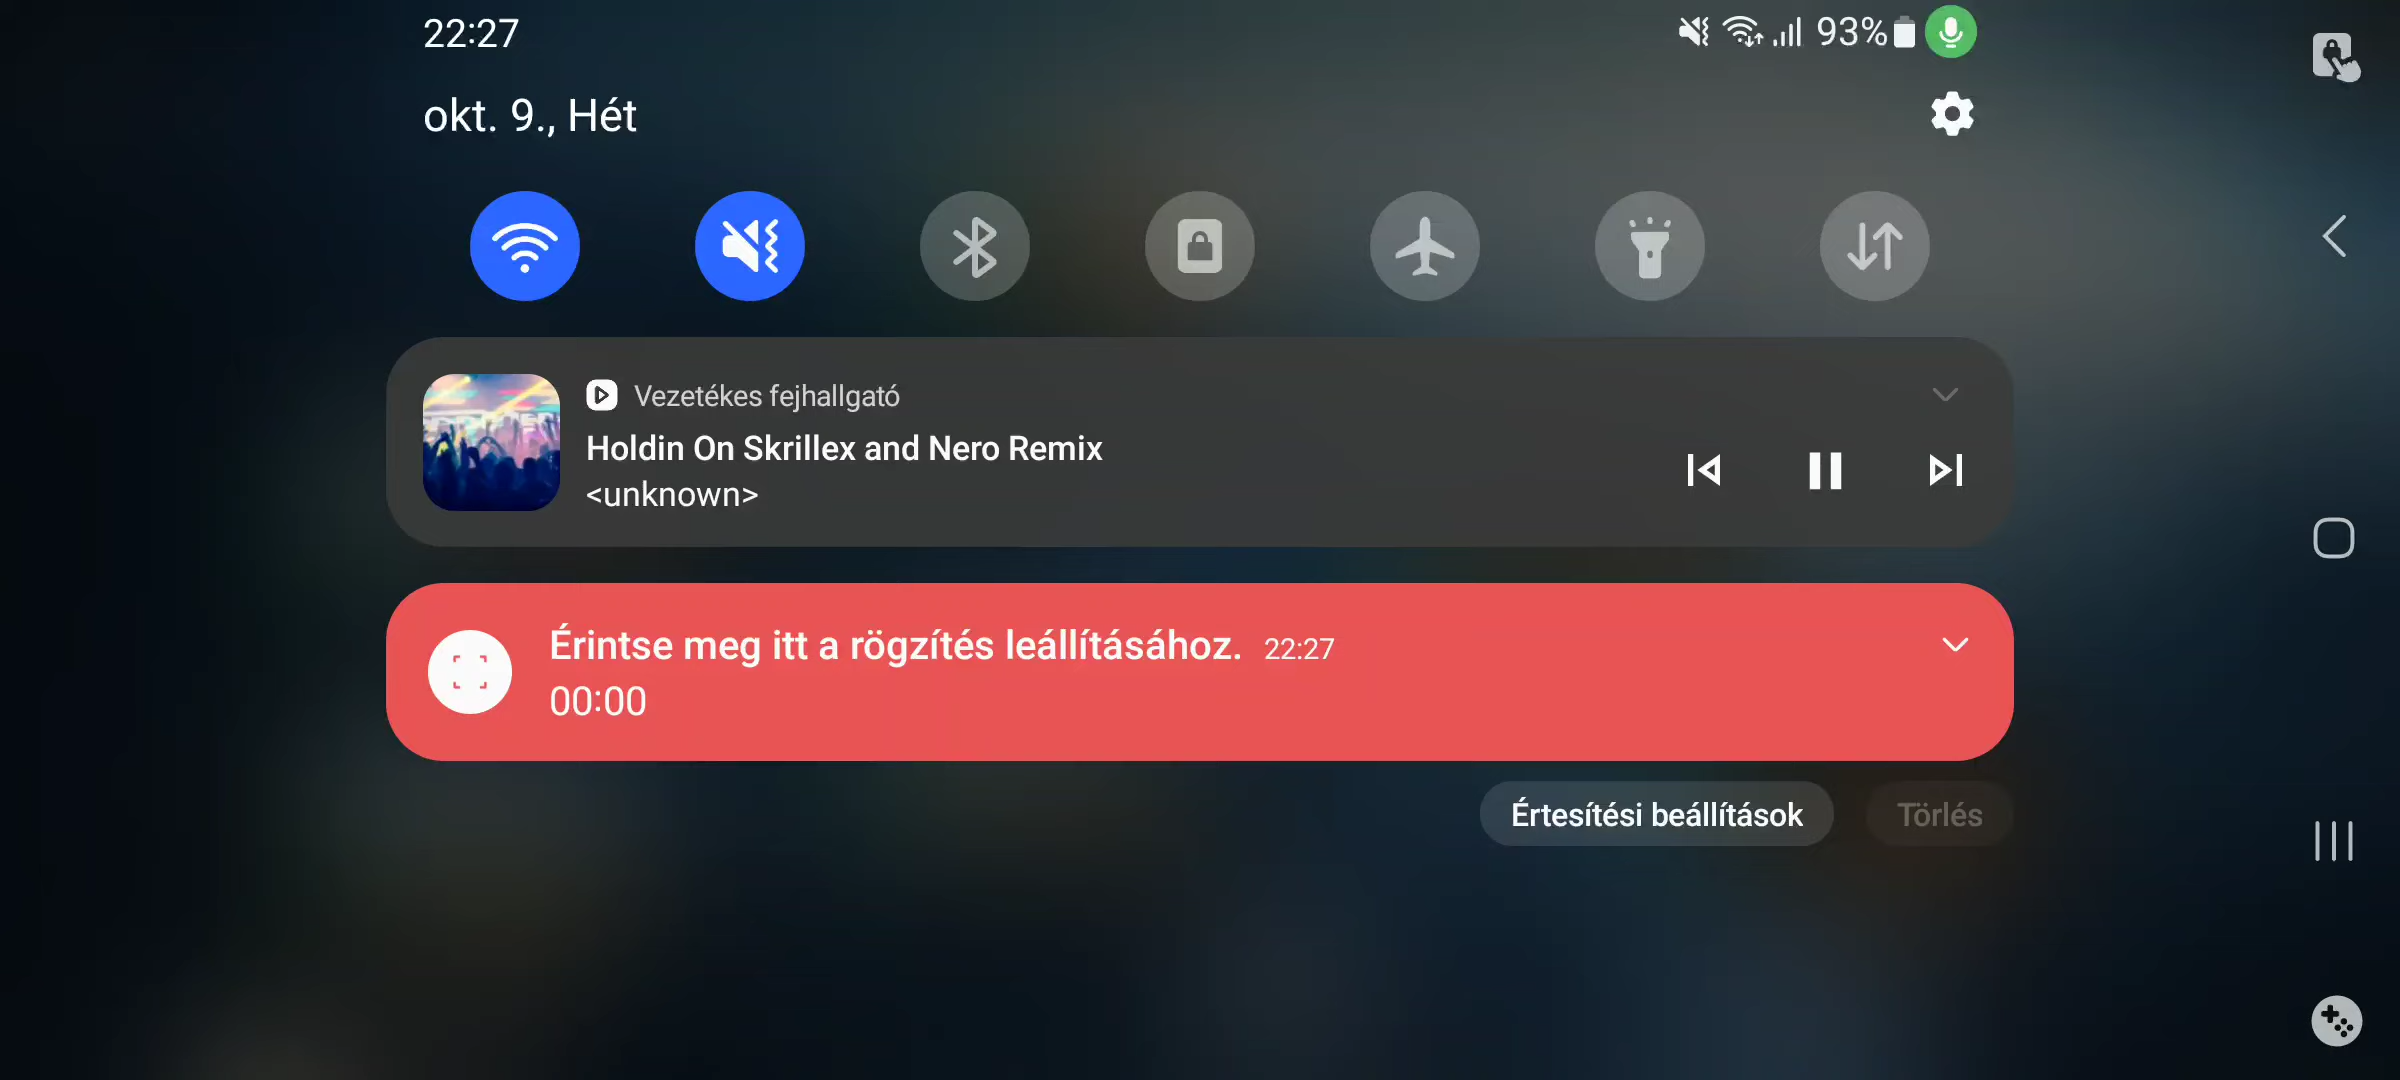 22:27
93%
okt. 9., Hét
Vezetékes fejhallgató
Holdin On Skrillex and Nero Remix
<unknown>
Érintse meg itt a rögzítés leállításához. 22:27
00:00
Értesítési beállítások
Törlés